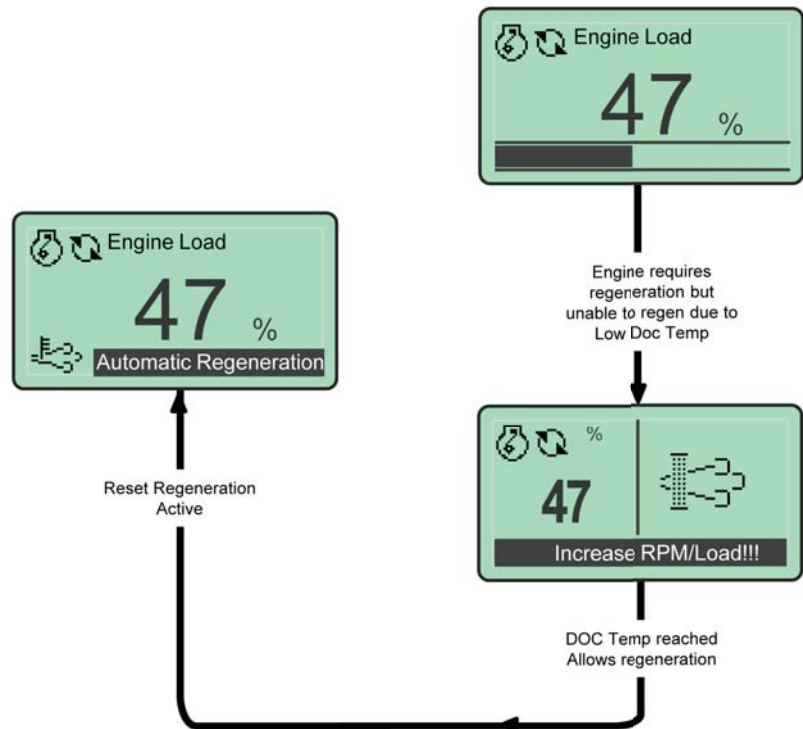 Engine Load
47 %
Engine requires
regeneration but
unable to regen due to
Low Doc Temp
%
47
Increase RPM/Load!!!
DOC Temp reached
Allows regeneration
Reset Regeneration
Active
Engine Load
47 %
Automatic Regeneration